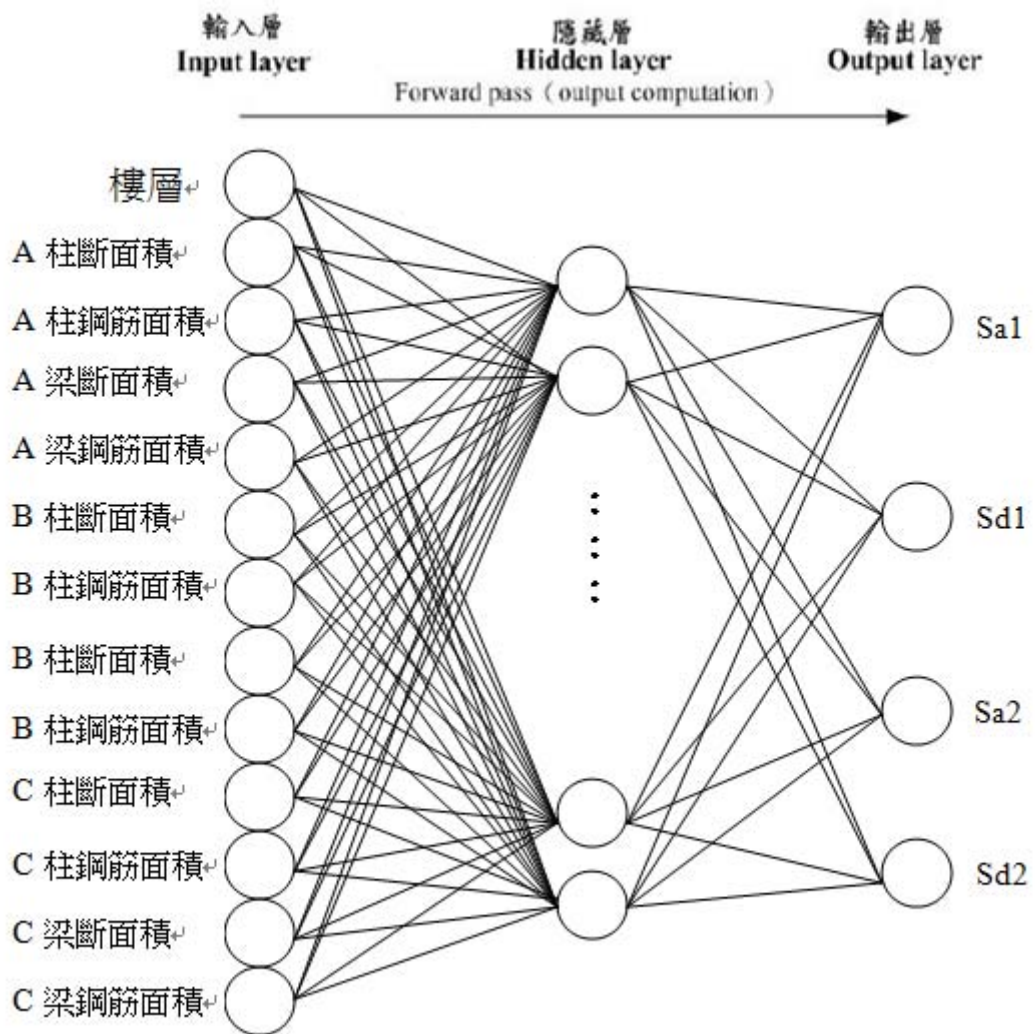 輸入層
Input layer
隱藏層
Hidden layer
輸出層
Output layer
Forward pass（output computation）
樓層
A 柱斷面積
A 柱鋼筋面積
A 梁斷面積
A 梁鋼筋面積
B 柱斷面積
B 柱鋼筋面積
B 柱斷面積
B 柱鋼筋面積
C 柱斷面積
C 柱鋼筋面積
C 梁斷面積
C 梁鋼筋面積
Sa1
Sd1
Sa2
Sd2